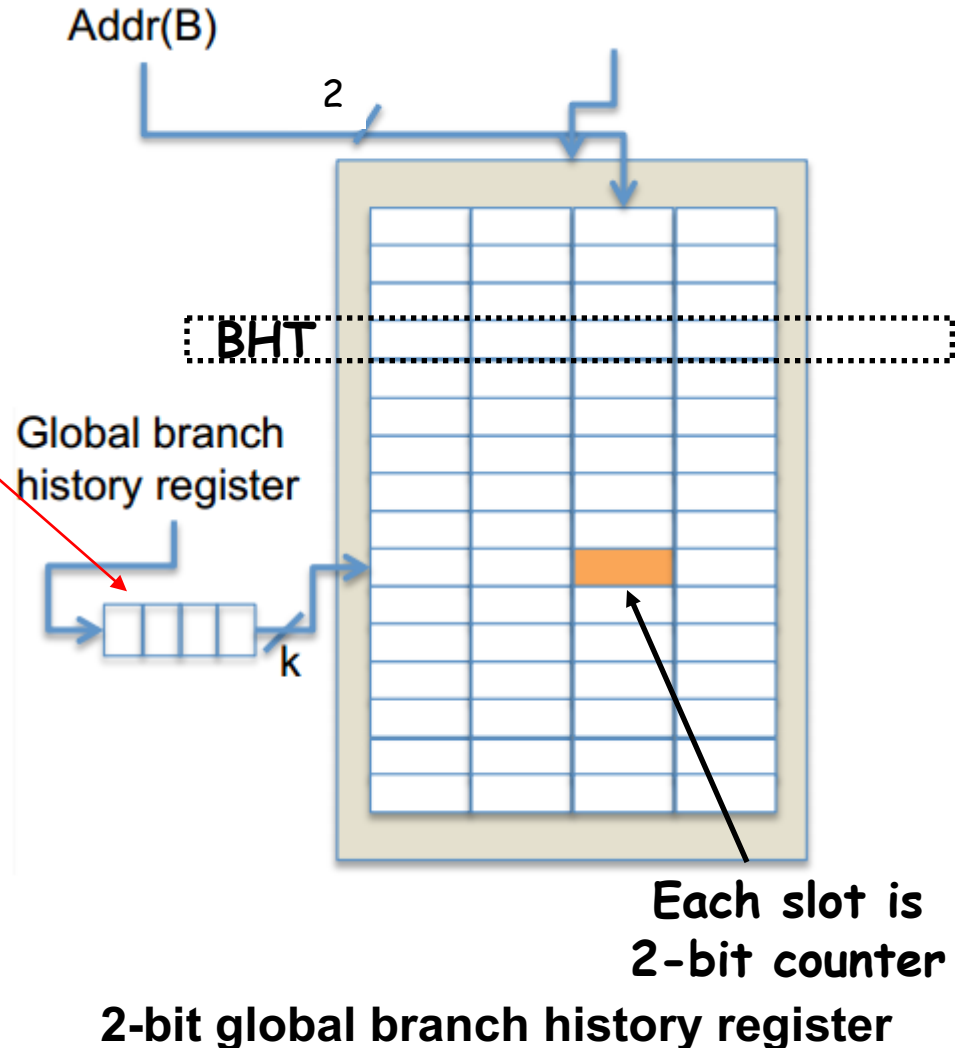 Addr(B)
2
BHT
Global branch
history register
k
Each slot is
2-bit counter
2-bit global branch history register